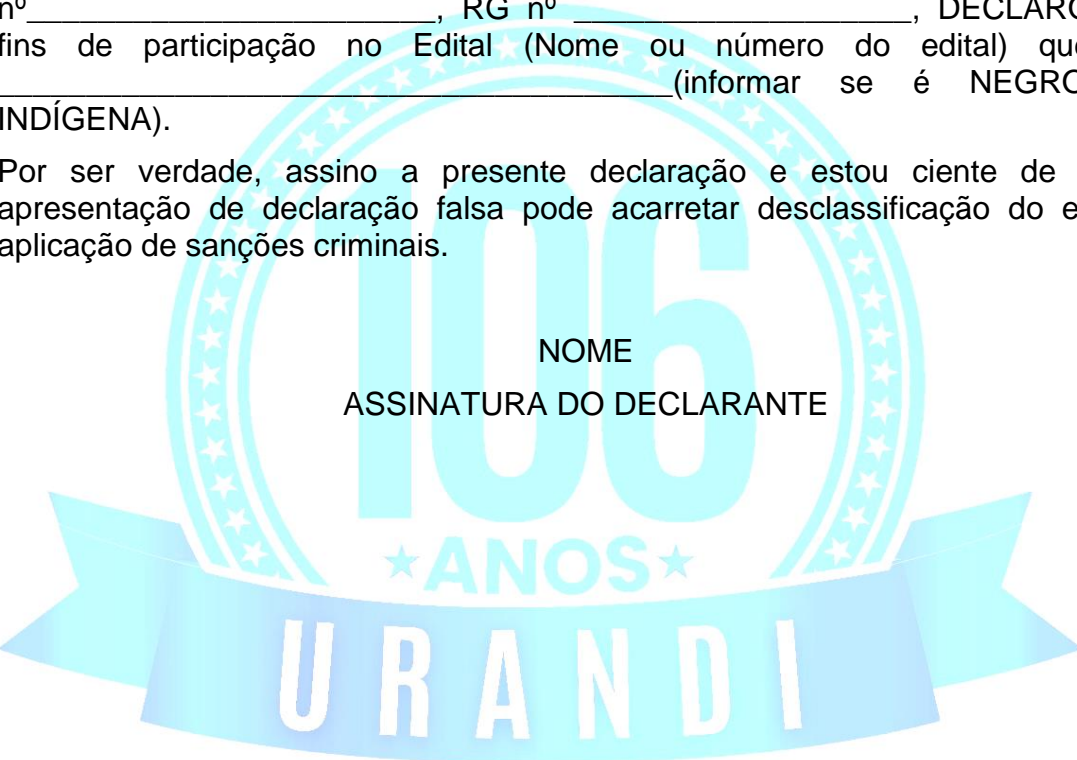 nº________________________, RG nº ____________________, DECLARO
fins de participação no Edital (Nome ou número do edital) que
________________________________________(informar se é NEGRO
INDÍGENA).
Por ser verdade, assino a presente declaração e estou ciente de
apresentação de declaração falsa pode acarretar desclassificação do e
aplicação de sanções criminais.
NOME
ASSINATURA DO DECLARANTE
106
ANOS
URANDI